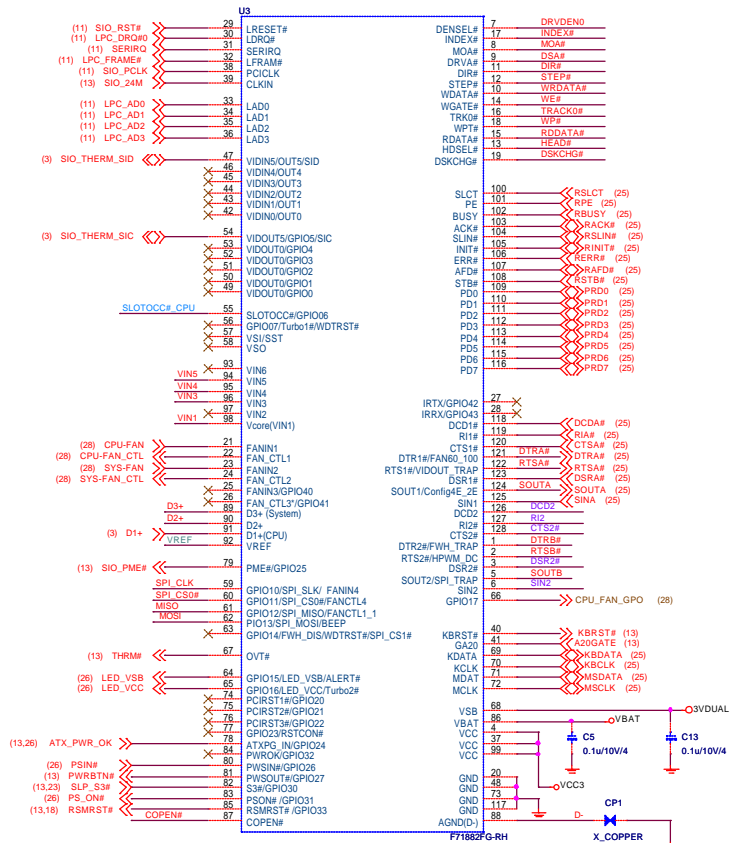 U3
(11) SIO_RST# 29 LRESET#
(11) LPC_DRQ#0 30 LDRQ#
(11) SERIRQ 31 SERIRQ
(11) LPC_FRAME# 32 LFRAM#
(11) SIO_PCLK 38 PCICLK
(13) SIO_24M 39 CLKIN
(11) LPC_AD0 33 LAD0
(11) LPC_AD1 34 LAD1
(11) LPC_AD2 35 LAD2
(11) LPC_AD3 36 LAD3
(3) SIO_THERM_SID 47 VIDIN5/OUT5/SID
46 VIDIN4/OUT4
45 VIDIN3/OUT3
44 VIDIN2/OUT2
43 VIDIN1/OUT1
42 VIDIN0/OUT0
(3) SIO_THERM_SIC 54 VIDOUT5/GPIO5/SIC
53 VIDOUT0/GPIO4
52 VIDOUT0/GPIO3
51 VIDOUT0/GPIO2
50 VIDOUT0/GPIO1
49 VIDOUT0/GPIO0
SLOTOCC#_CPU 55 SLOTOCC#/GPIO06
56 GPIO07/Turbo1#/WDTRST#
57 VSI/SST
58 VSO
93 VIN6
VIN5 94 VIN5
VIN4 95 VIN4
VIN3 96 VIN3
97 VIN2
VIN1 98 Vcore(VIN1)
(28) CPU-FAN 21 FANIN1
(28) CPU-FAN_CTL 22 FAN_CTL1
(28) SYS-FAN 23 FANIN2
(28) SYS-FAN_CTL 24 FAN_CTL2
25 FANIN3/GPIO40
26 FAN_CTL3*/GPIO41
D3+ 89 D3+ (System)
D2+ 90 D2+
(3) D1+ 91 D1+(CPU)
VREF 92 VREF
(13) SIO_PME# 79 PME#/GPIO25
SPI_CLK 59 GPIO10/SPI_SLK/ FANIN4
SPI_CS0# 60 GPIO11/SPI_CS0#/FANCTL4
MISO 61 GPIO12/SPI_MISO/FANCTL1_1
MOSI 62 PIO13/SPI_MOSI/BEEP
63 GPIO14/FWH_DIS/WDTRST#/SPI_CS1#
(13) THRM# 67 OVT#
(26) LED_VSB 64 GPIO15/LED_VSB/ALERT#
(26) LED_VCC 65 GPIO16/LED_VCC/Turbo2#
74 PCIRST1#/GPIO20
75 PCIRST2#/GPIO21
76 PCIRST3#/GPIO22
77 GPIO23/RSTCON#
(13,26) ATX_PWR_OK 78 ATXPG_IN/GPIO24
84 PWROK/GPIO32
(26) PSIN# 80 PWSIN#/GPIO26
(13) PWRBTN# 81 PWSOUT#/GPIO27
(13,23) SLP_S3# 82 S3#/GPIO30
(26) PS_ON# 83 PSON# /GPIO31
(13,18) RSMRST# 85 RSMRST# /GPIO33
COPEN# 87 COPEN#
DENSEL# 7 DRVDEN0
INDEX# 17 INDEX#
MOA# 8 MOA#
DRVA# 9 DSA#
DIR# 11 DIR#
STEP# 12 STEP#
WDATA# 10 WRDATA#
WGATE# 14 WE#
TRK0# 16 TRACK0#
WPT# 18 WP#
RDATA# 15 RDDATA#
HDSEL# 13 HEAD#
DSKCHG# 19 DSKCHG#
SLCT 100 RSLCT (25)
PE 101 RPE (25)
BUSY 102 RBUSY (25)
ACK# 103 RACK# (25)
SLIN# 104 RSLIN# (25)
INIT# 105 RINIT# (25)
ERR# 106 RERR# (25)
AFD# 107 RAFD# (25)
STB# 108 RSTB# (25)
PD0 109 PRD0 (25)
PD1 110 PRD1 (25)
PD2 111 PRD2 (25)
PD3 112 PRD3 (25)
PD4 113 PRD4 (25)
PD5 114 PRD5 (25)
PD6 115 PRD6 (25)
PD7 116 PRD7 (25)
IRTX/GPIO42 27
IRRX/GPIO43 28
DCD1# 118 DCDA# (25)
RI1# 119 RIA# (25)
CTS1# 120 CTSA# (25)
DTR1#/FAN60_100 121 DTRA# DTRA# (25)
RTS1#/VIDOUT_TRAP 122 RTSA# RTSA# (25)
DSR1# 123 DSRA# (25)
SOUT1/Config4E_2E 124 SOUTA SOUTA (25)
SIN1 125 SINA (25)
DCD2 126 DCD2
RI2# 127 RI2
CTS2# 128 CTS2#
DTR2#/FWH_TRAP 1 DTRB#
RTS2#/HPWM_DC 2 RTSB#
DSR2# 3 DSR2#
SOUT2/SPI_TRAP 5 SOUTB
SIN2 6 SIN2
GPIO17 66 CPU_FAN_GPO (28)
KBRST# 40 KBRST# (13)
GA20 41 A20GATE (13)
KDATA 69 KBDATA (25)
KCLK 70 KBCLK (25)
MDAT 71 MSDATA (25)
MCLK 72 MSCLK (25)
VSB 68 3VDUAL
VBAT 86 VBAT
VCC 4
VCC 37
VCC 99
VCC3
C5
0.1u/10V/4
C13
0.1u/10V/4
GND 20
GND 48
GND 73
GND 117
AGND(D-) 88 D-
CP1
X_COPPER
F71882FG-RH